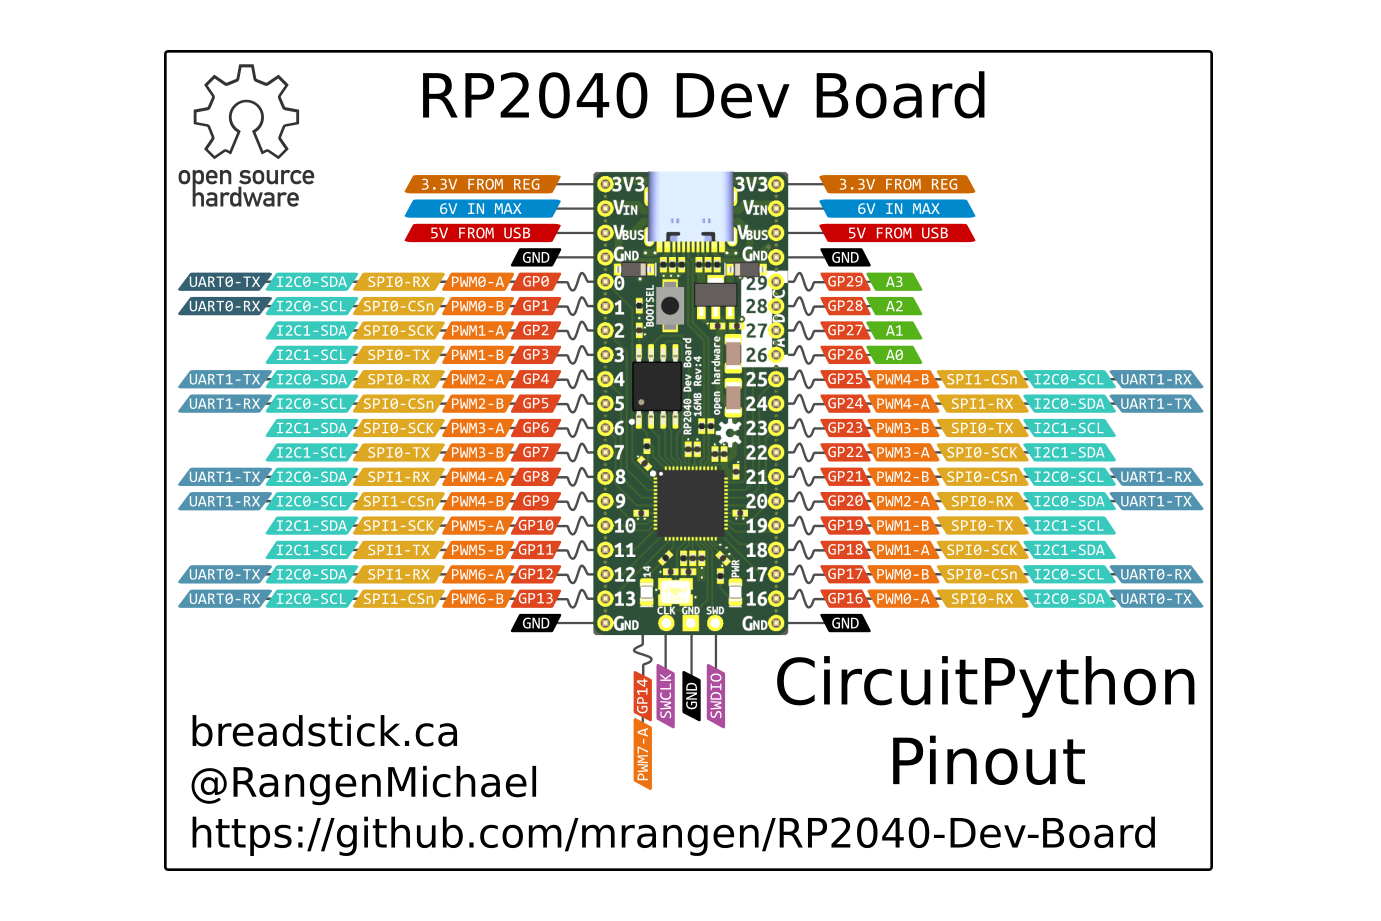 RP2040 Dev Board
open source
hardware
3.3V FROM REG 3V3 3V3 3.3V FROM REG
6V IN MAX VIN VIN 6V IN MAX
5V FROM USB VBUS VBUS 5V FROM USB
GND GND GND GND
UART0-TX I2C0-SDA SPI0-RX PWM0-A GP0 0 29 GP29 A3
UART0-RX I2C0-SCL SPI0-CSn PWM0-B GP1 1 BOOTSEL 28 GP28 A2
I2C1-SDA SPI0-SCK PWM1-A GP2 2 27 GP27 A1
I2C1-SCL SPI0-TX PWM1-B GP3 3 26 GP26 A0
ADC
UART1-TX I2C0-SDA SPI0-RX PWM2-A GP4 4 25 GP25 PWM4-B SPI1-CSn I2C0-SCL UART1-RX
RP2040 Dev Board
16MB Rev:4
open hardware
UART1-RX I2C0-SCL SPI0-CSn PWM2-B GP5 5 24 GP24 PWM4-A SPI1-RX I2C0-SDA UART1-TX
I2C1-SDA SPI0-SCK PWM3-A GP6 6 23 GP23 PWM3-B SPI0-TX I2C1-SCL
I2C1-SCL SPI0-TX PWM3-B GP7 7 22 GP22 PWM3-A SPI0-SCK I2C1-SDA
UART1-TX I2C0-SDA SPI1-RX PWM4-A GP8 8 21 GP21 PWM2-B SPI0-CSn I2C0-SCL UART1-RX
UART1-RX I2C0-SCL SPI1-CSn PWM4-B GP9 9 20 GP20 PWM2-A SPI0-RX I2C0-SDA UART1-TX
I2C1-SDA SPI1-SCK PWM5-A GP10 10 19 GP19 PWM1-B SPI0-TX I2C1-SCL
I2C1-SCL SPI1-TX PWM5-B GP11 11 18 GP18 PWM1-A SPI0-SCK I2C1-SDA
UART0-TX I2C0-SDA SPI1-RX PWM6-A GP12 12 14 PWR 17 GP17 PWM0-B SPI0-CSn I2C0-SCL UART0-RX
UART0-RX I2C0-SCL SPI1-CSn PWM6-B GP13 13 16 GP16 PWM0-A SPI0-RX I2C0-SDA UART0-TX
CLK GND SWD
GND GND GND GND
GP14 SWCLK GND SWDIO
PWM7-A
CircuitPython
Pinout
breadstick.ca
@RangenMichael
https://github.com/mrangen/RP2040-Dev-Board